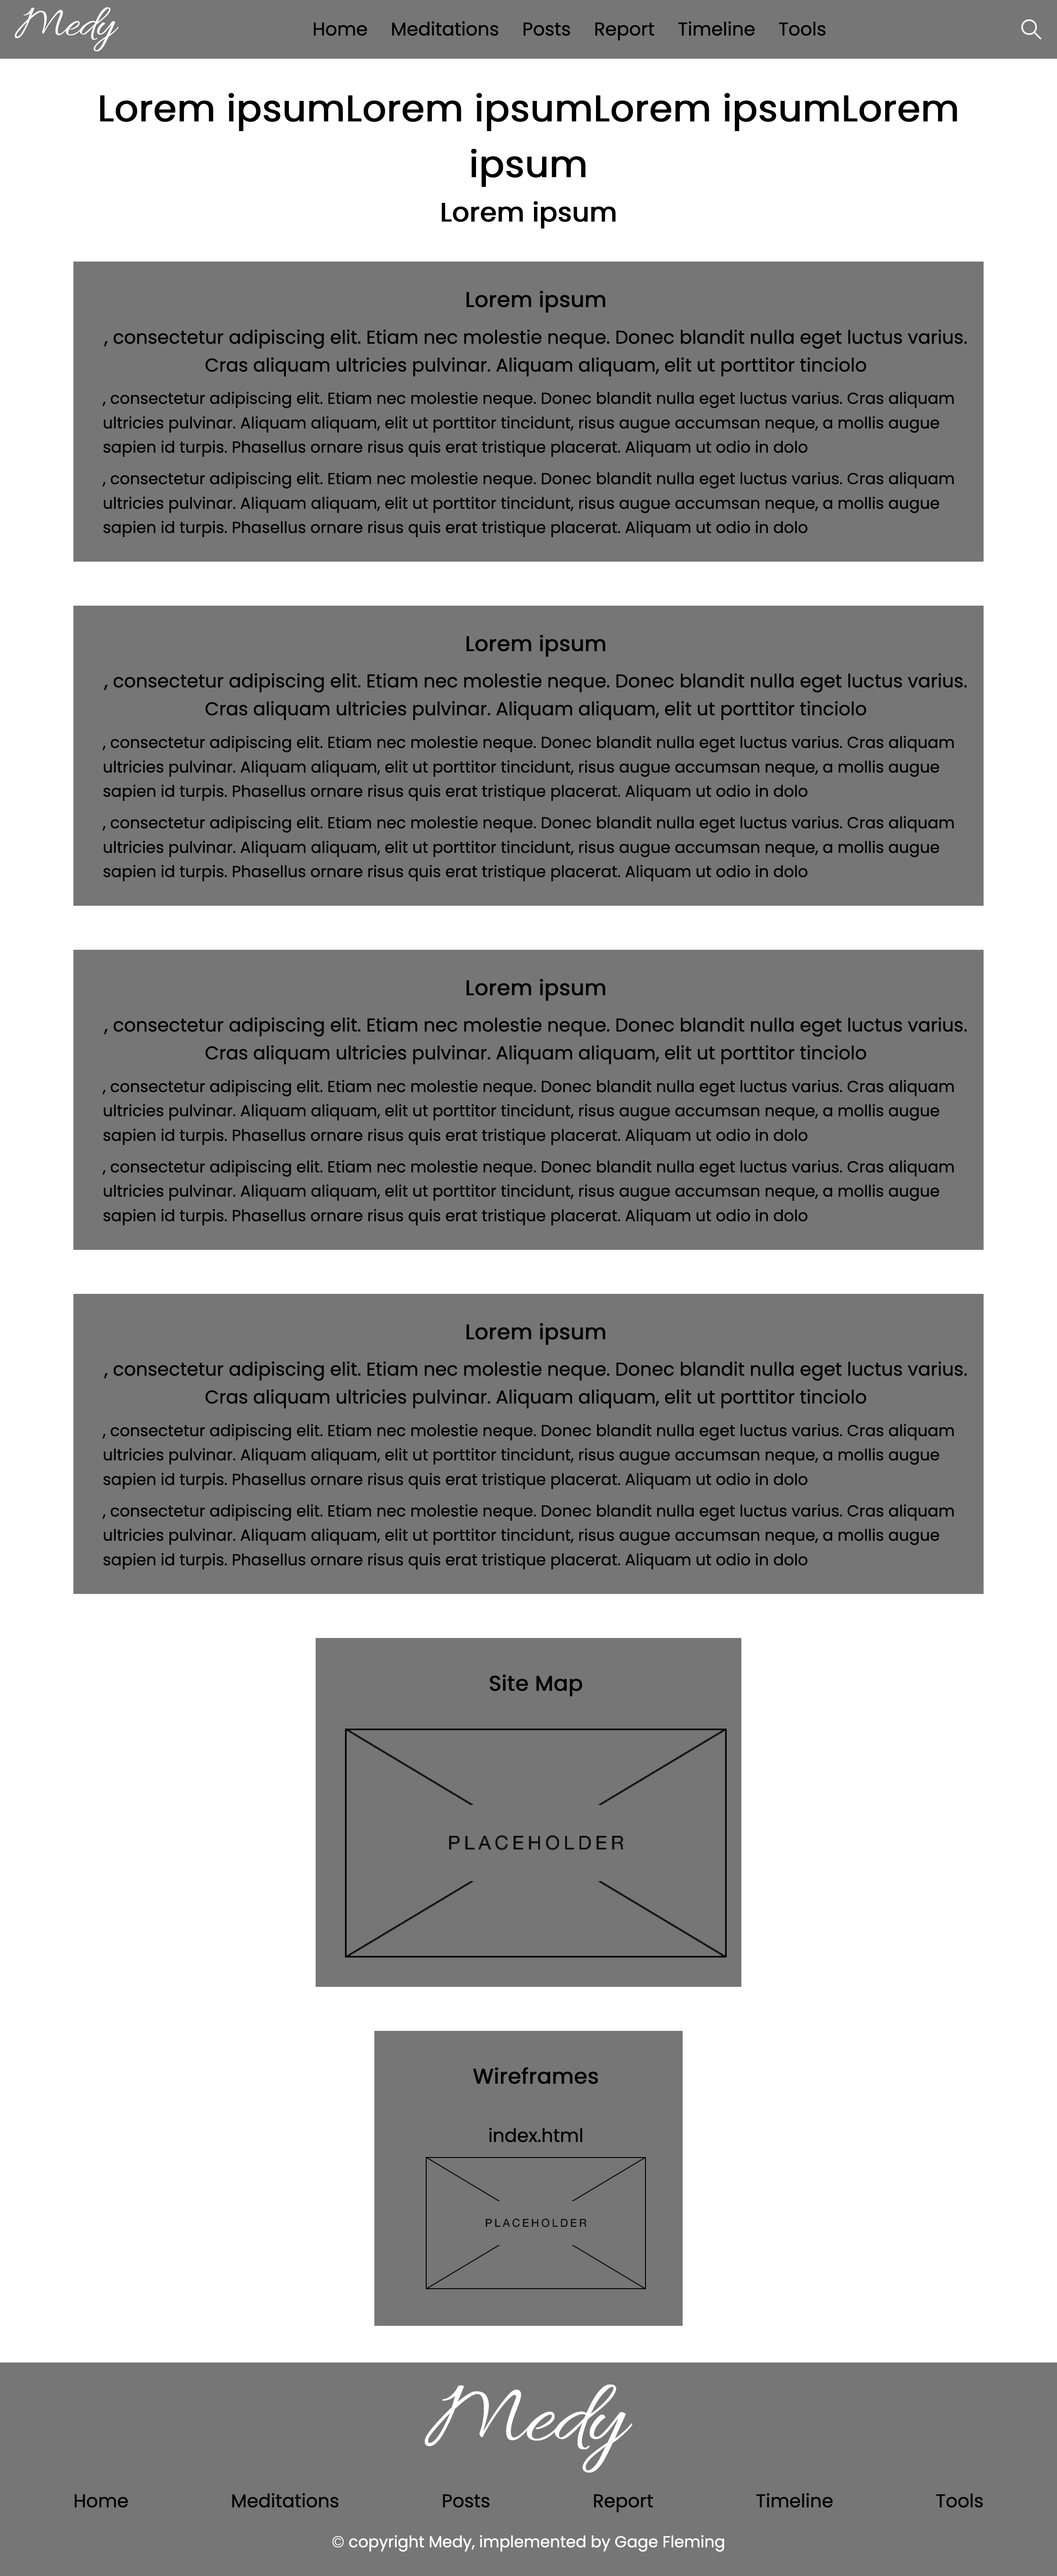 Medy Home Meditations Posts Report Timeline Tools
Lorem ipsumLorem ipsumLorem ipsumLorem
ipsum
Lorem ipsum
Lorem ipsum
, consectetur adipiscing elit. Etiam nec molestie neque. Donec blandit nulla eget luctus varius.
Cras aliquam ultricies pulvinar. Aliquam aliquam, elit ut porttitor tinciolo
, consectetur adipiscing elit. Etiam nec molestie neque. Donec blandit nulla eget luctus varius. Cras aliquam
ultricies pulvinar. Aliquam aliquam, elit ut porttitor tincidunt, risus augue accumsan neque, a mollis augue
sapien id turpis. Phasellus ornare risus quis erat tristique placerat. Aliquam ut odio in dolo
, consectetur adipiscing elit. Etiam nec molestie neque. Donec blandit nulla eget luctus varius. Cras aliquam
ultricies pulvinar. Aliquam aliquam, elit ut porttitor tincidunt, risus augue accumsan neque, a mollis augue
sapien id turpis. Phasellus ornare risus quis erat tristique placerat. Aliquam ut odio in dolo
Lorem ipsum
, consectetur adipiscing elit. Etiam nec molestie neque. Donec blandit nulla eget luctus varius.
Cras aliquam ultricies pulvinar. Aliquam aliquam, elit ut porttitor tinciolo
, consectetur adipiscing elit. Etiam nec molestie neque. Donec blandit nulla eget luctus varius. Cras aliquam
ultricies pulvinar. Aliquam aliquam, elit ut porttitor tincidunt, risus augue accumsan neque, a mollis augue
sapien id turpis. Phasellus ornare risus quis erat tristique placerat. Aliquam ut odio in dolo
, consectetur adipiscing elit. Etiam nec molestie neque. Donec blandit nulla eget luctus varius. Cras aliquam
ultricies pulvinar. Aliquam aliquam, elit ut porttitor tincidunt, risus augue accumsan neque, a mollis augue
sapien id turpis. Phasellus ornare risus quis erat tristique placerat. Aliquam ut odio in dolo
Lorem ipsum
, consectetur adipiscing elit. Etiam nec molestie neque. Donec blandit nulla eget luctus varius.
Cras aliquam ultricies pulvinar. Aliquam aliquam, elit ut porttitor tinciolo
, consectetur adipiscing elit. Etiam nec molestie neque. Donec blandit nulla eget luctus varius. Cras aliquam
ultricies pulvinar. Aliquam aliquam, elit ut porttitor tincidunt, risus augue accumsan neque, a mollis augue
sapien id turpis. Phasellus ornare risus quis erat tristique placerat. Aliquam ut odio in dolo
, consectetur adipiscing elit. Etiam nec molestie neque. Donec blandit nulla eget luctus varius. Cras aliquam
ultricies pulvinar. Aliquam aliquam, elit ut porttitor tincidunt, risus augue accumsan neque, a mollis augue
sapien id turpis. Phasellus ornare risus quis erat tristique placerat. Aliquam ut odio in dolo
Lorem ipsum
, consectetur adipiscing elit. Etiam nec molestie neque. Donec blandit nulla eget luctus varius.
Cras aliquam ultricies pulvinar. Aliquam aliquam, elit ut porttitor tinciolo
, consectetur adipiscing elit. Etiam nec molestie neque. Donec blandit nulla eget luctus varius. Cras aliquam
ultricies pulvinar. Aliquam aliquam, elit ut porttitor tincidunt, risus augue accumsan neque, a mollis augue
sapien id turpis. Phasellus ornare risus quis erat tristique placerat. Aliquam ut odio in dolo
, consectetur adipiscing elit. Etiam nec molestie neque. Donec blandit nulla eget luctus varius. Cras aliquam
ultricies pulvinar. Aliquam aliquam, elit ut porttitor tincidunt, risus augue accumsan neque, a mollis augue
sapien id turpis. Phasellus ornare risus quis erat tristique placerat. Aliquam ut odio in dolo
Site Map
PLACEHOLDER
Wireframes
index.html
PLACEHOLDER
Medy
Home Meditations Posts Report Timeline Tools
© copyright Medy, implemented by Gage Fleming